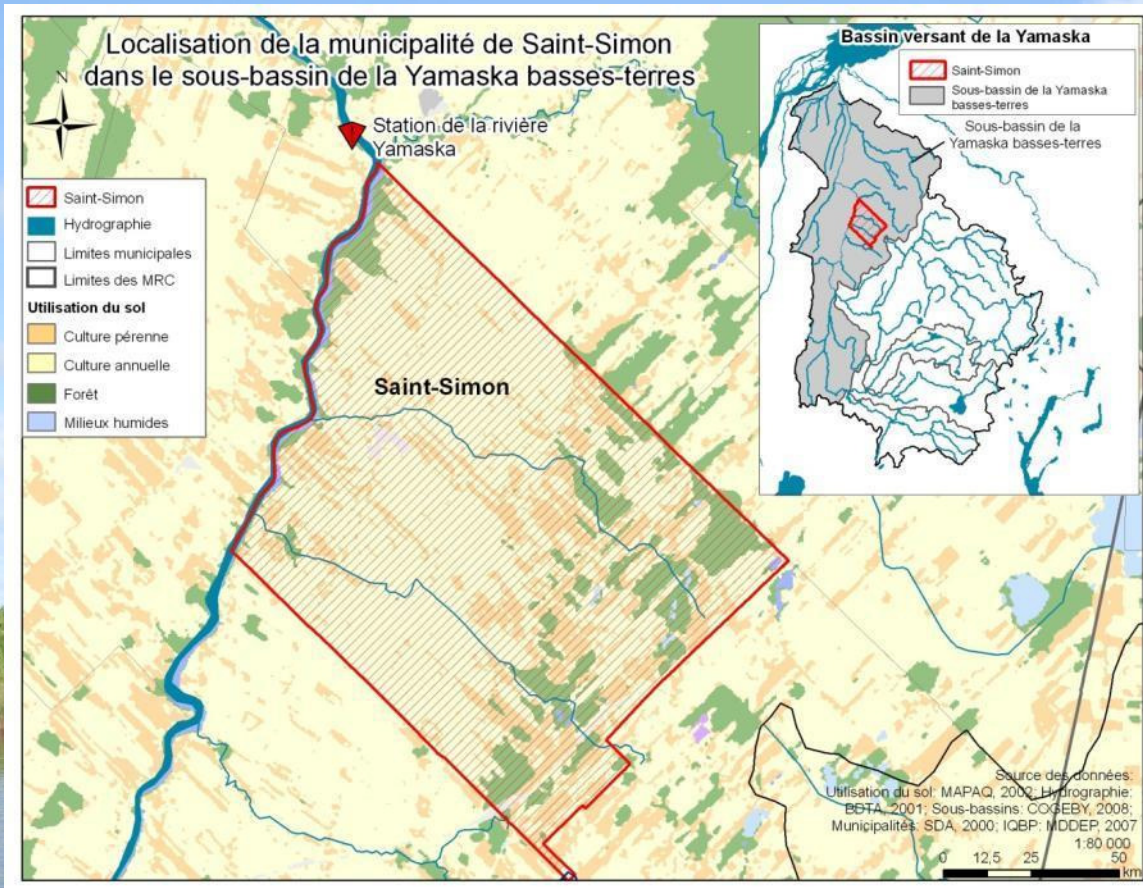 Localisation de la municipalité de Saint-Simon
dans le sous-bassin de la Yamaska basses-terres
N
Station de la rivière
Yamaska
Saint-Simon
Hydrographie
Limites municipales
Limites des MRC
Utilisation du sol
Culture pérenne
Culture annuelle
Forêt
Milieux humides
Saint-Simon
Bassin versant de la Yamaska
Saint-Simon
Sous-bassin de la Yamaska
basses-terres
Sous-bassin de la
Yamaska basses-terres
Source des données:
Utilisation du sol: MAPAQ, 2002; Hydrographie:
BDTA, 2001; Sous-bassins: COGEBY, 2008;
Municipalités: SDA, 2000; IQBP: MDDEP, 2007
1:80 000
0 12,5 25 50
km